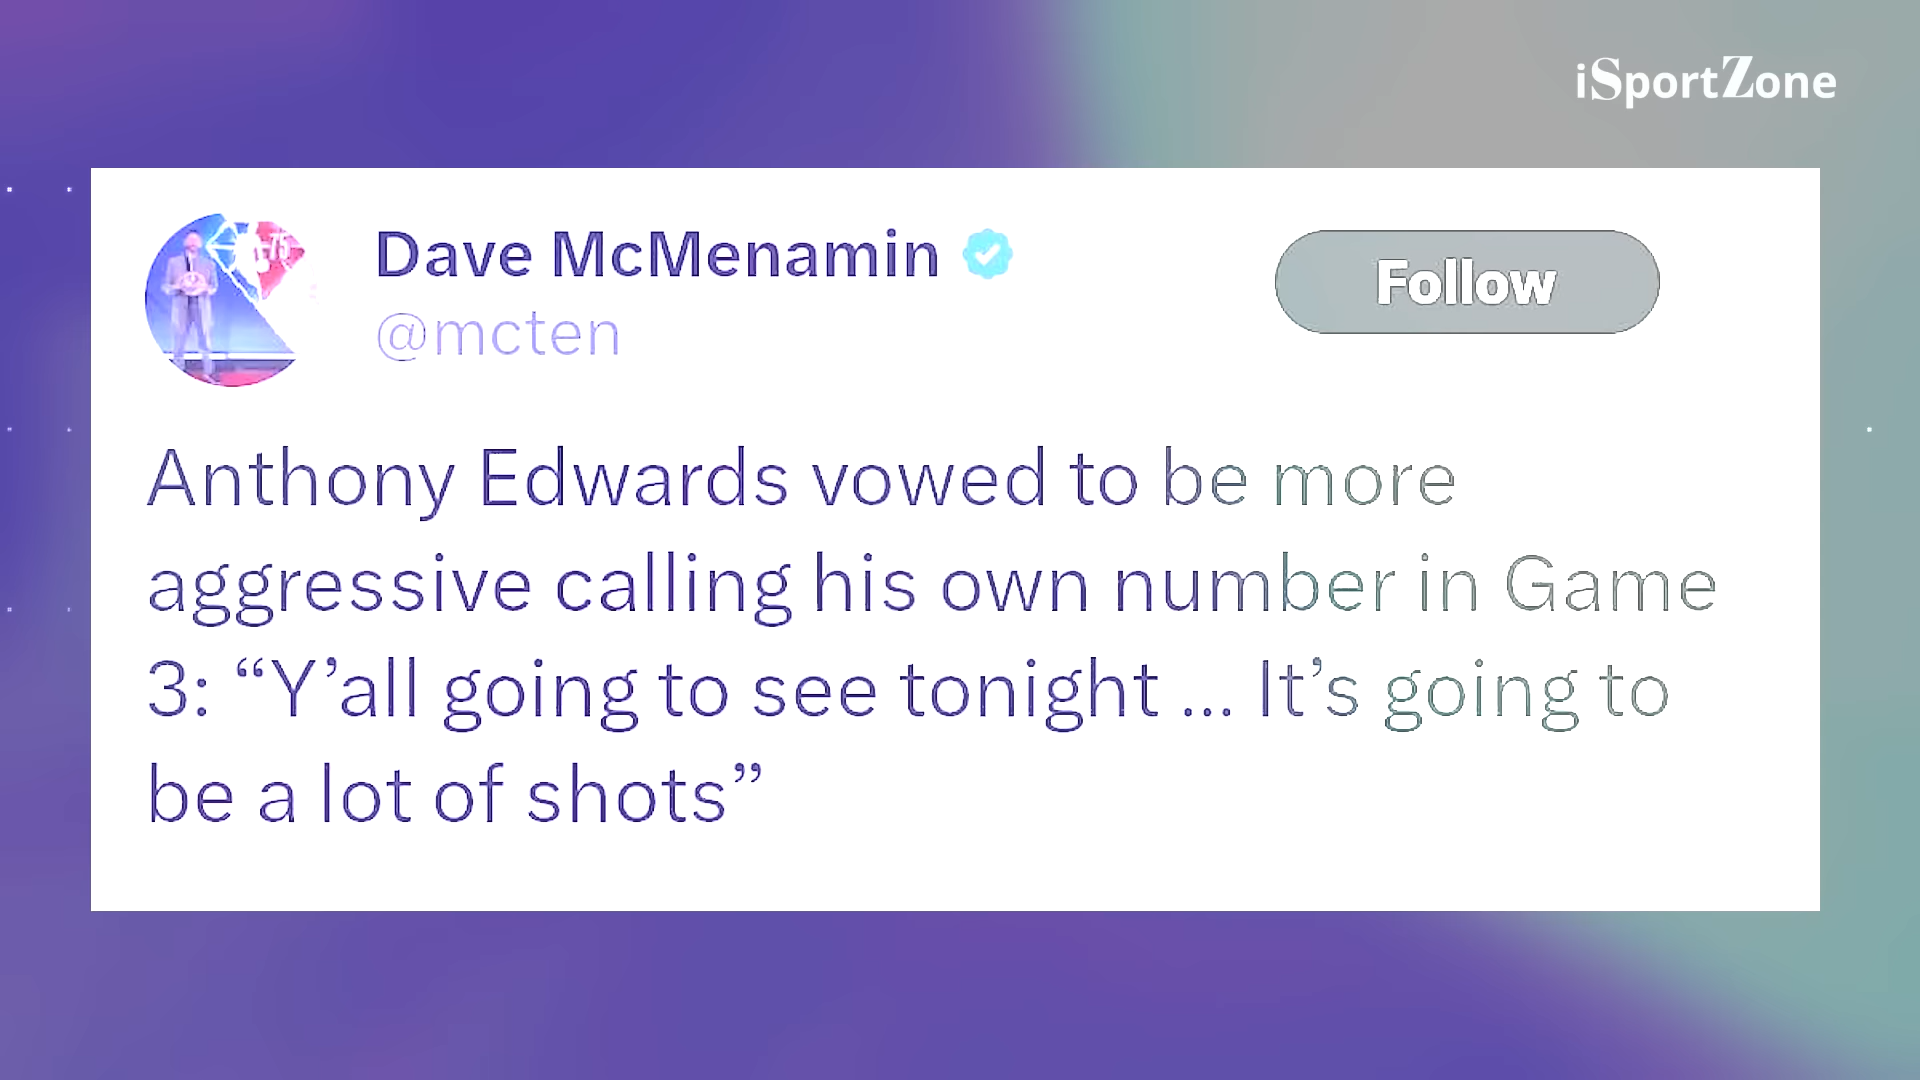 iSportZone
Dave McMenamin
@mcten
Follow
Anthony Edwards vowed to be more
aggressive calling his own number in Game
3: “Y’all going to see tonight ... It’s going to
be a lot of shots”